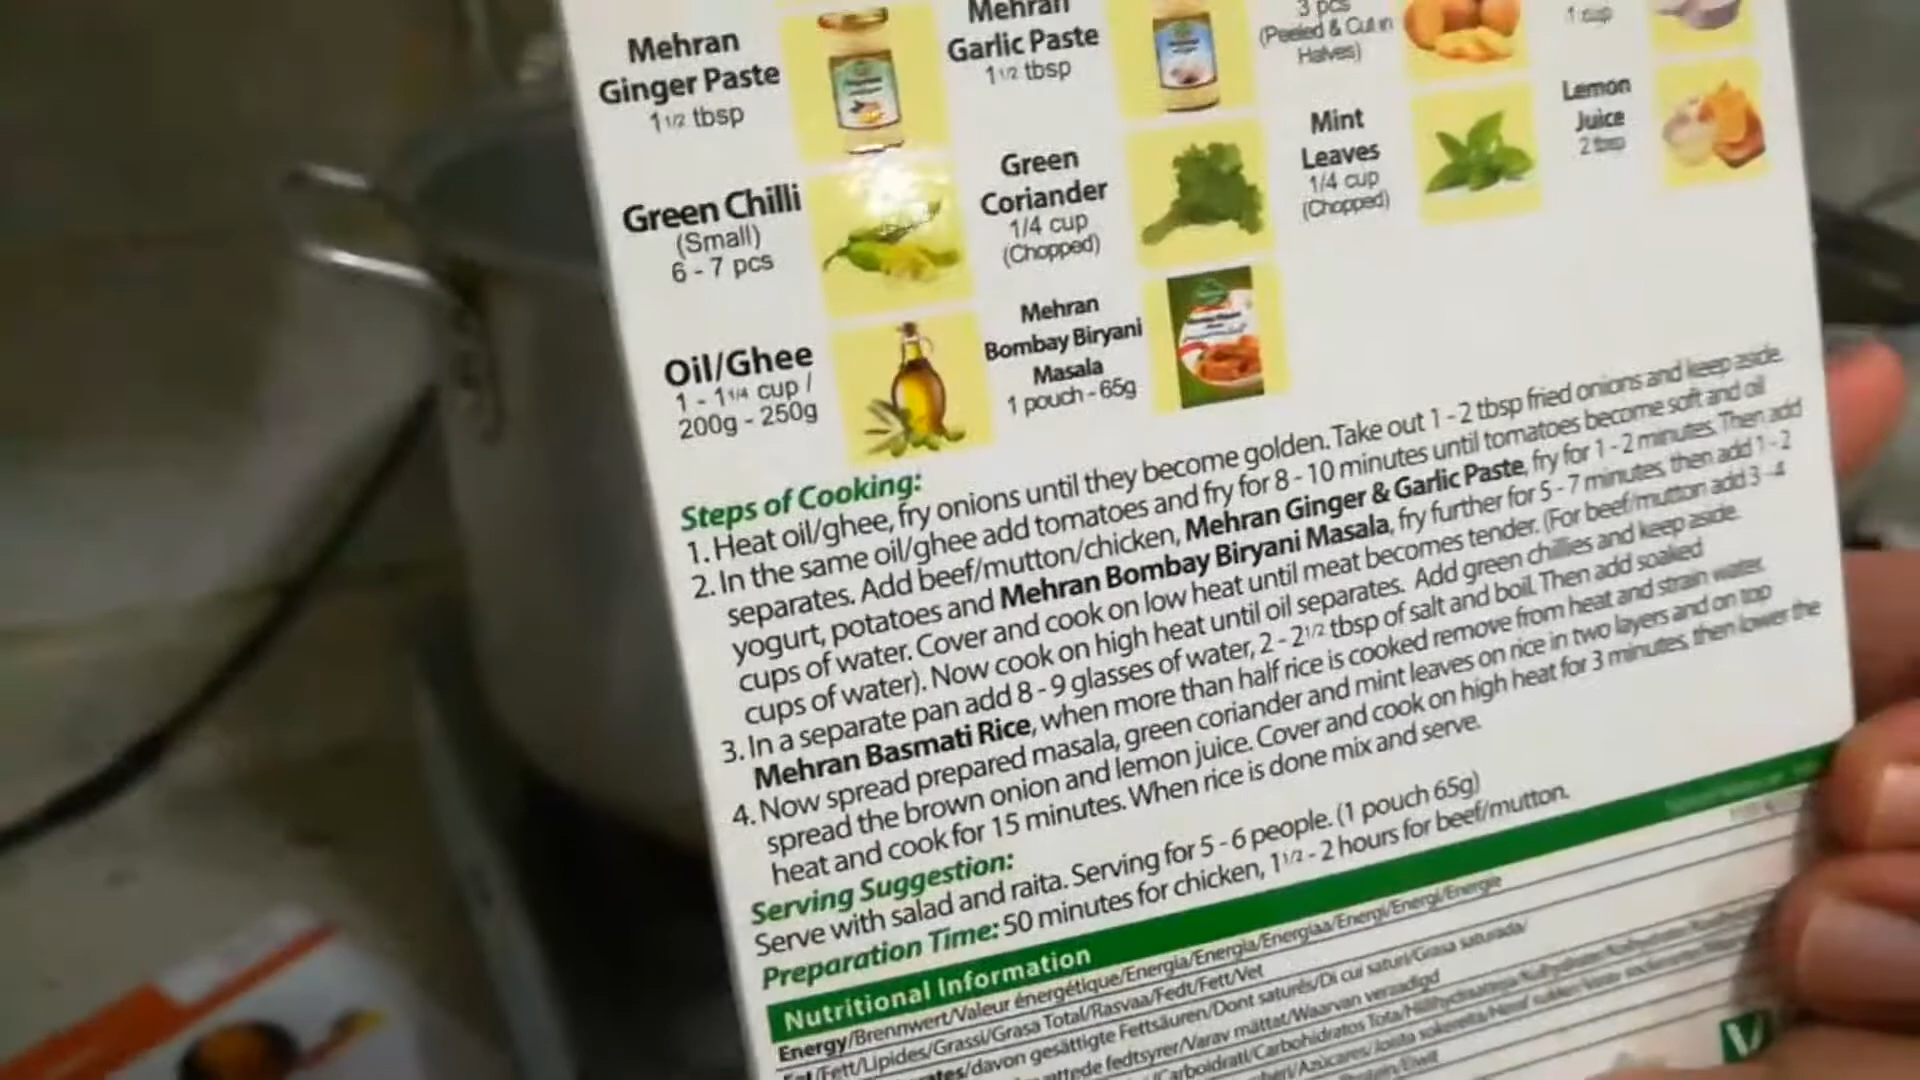 Mehran
Ginger Paste
1 1/2 tbsp
Mehran
Garlic Paste
1 1/2 tbsp
3 pcs
(Peeled & Cut in
Halves)
1 cup
Green Chilli
(Small)
6 - 7 pcs
Green
Coriander
1/4 cup
(Chopped)
Mint
Leaves
1/4 cup
(Chopped)
Lemon
Juice
2 tbsp
Oil/Ghee
1 - 1 1/4 cup /
200g - 250g
Mehran
Bombay Biryani
Masala
1 pouch - 65g
Steps of Cooking:
1. Heat oil/ghee, fry onions until they become golden. Take out 1 - 2 tbsp fried onions and keep aside.
2. In the same oil/ghee add tomatoes and fry for 8 - 10 minutes until tomatoes become soft and oil
separates. Add beef/mutton/chicken, Mehran Ginger & Garlic Paste, fry for 1 - 2 minutes. Then add
yogurt, potatoes and Mehran Bombay Biryani Masala, fry further for 5 - 7 minutes, then add 1 - 2
cups of water. Cover and cook on low heat until meat becomes tender. (For beef/mutton add 3 - 4
cups of water). Now cook on high heat until oil separates. Add green chillies and keep aside.
3. In a separate pan add 8 - 9 glasses of water, 2 - 2 1/2 tbsp of salt and boil. Then add soaked
Mehran Basmati Rice, when more than half rice is cooked remove from heat and strain water.
4. Now spread prepared masala, green coriander and mint leaves on rice in two layers and on top
spread the brown onion and lemon juice. Cover and cook on high heat for 3 minutes, then lower the
heat and cook for 15 minutes. When rice is done mix and serve.
Serving Suggestion:
Serve with salad and raita. Serving for 5 - 6 people. (1 pouch 65g)
Preparation Time: 50 minutes for chicken, 1 1/2 - 2 hours for beef/mutton.
Nutritional Information
Energy/Brennwert/Valeur énergétique/Energía/Energia/Energiaa/Energi/Energi/Energie
Fat/Fett/Lipides/Grassi/Grasa Total/Rasvaa/Fedt/Fett/Vet
davon gesättigte Fettsäuren/Dont saturés/Di cui saturi/Grasa saturada/
fedtsyrer/Varav mättat/Waarvan verzadigd